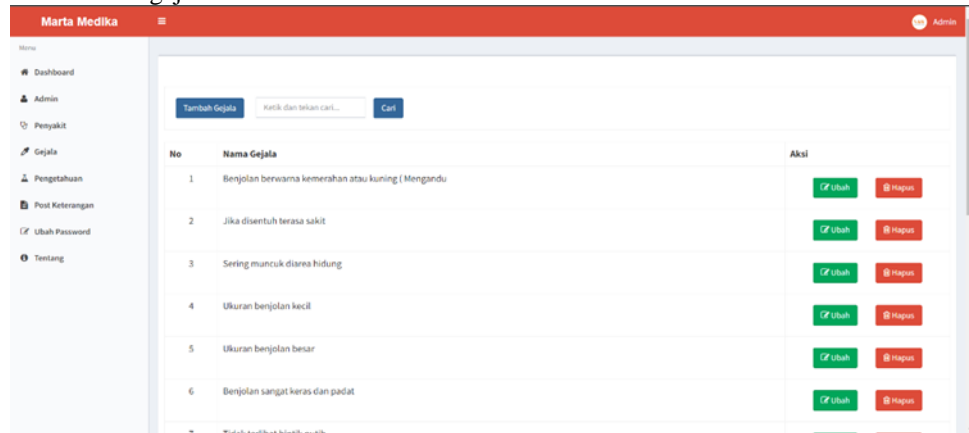 Marta Medika
Admin
Menu
Dashboard
Admin
Penyakit
Gejala
Pengetahuan
Post Keterangan
Ubah Password
Tentang
Tambah Gejala Ketik dan tekan cari... Cari
No Nama Gejala Aksi
1 Benjolan berwarna kemerahan atau kuning ( Mengandu Ubah Hapus
2 Jika disentuh terasa sakit Ubah Hapus
3 Sering muncuk diarea hidung Ubah Hapus
4 Ukuran benjolan kecil Ubah Hapus
5 Ukuran benjolan besar Ubah Hapus
6 Benjolan sangat keras dan padat Ubah Hapus